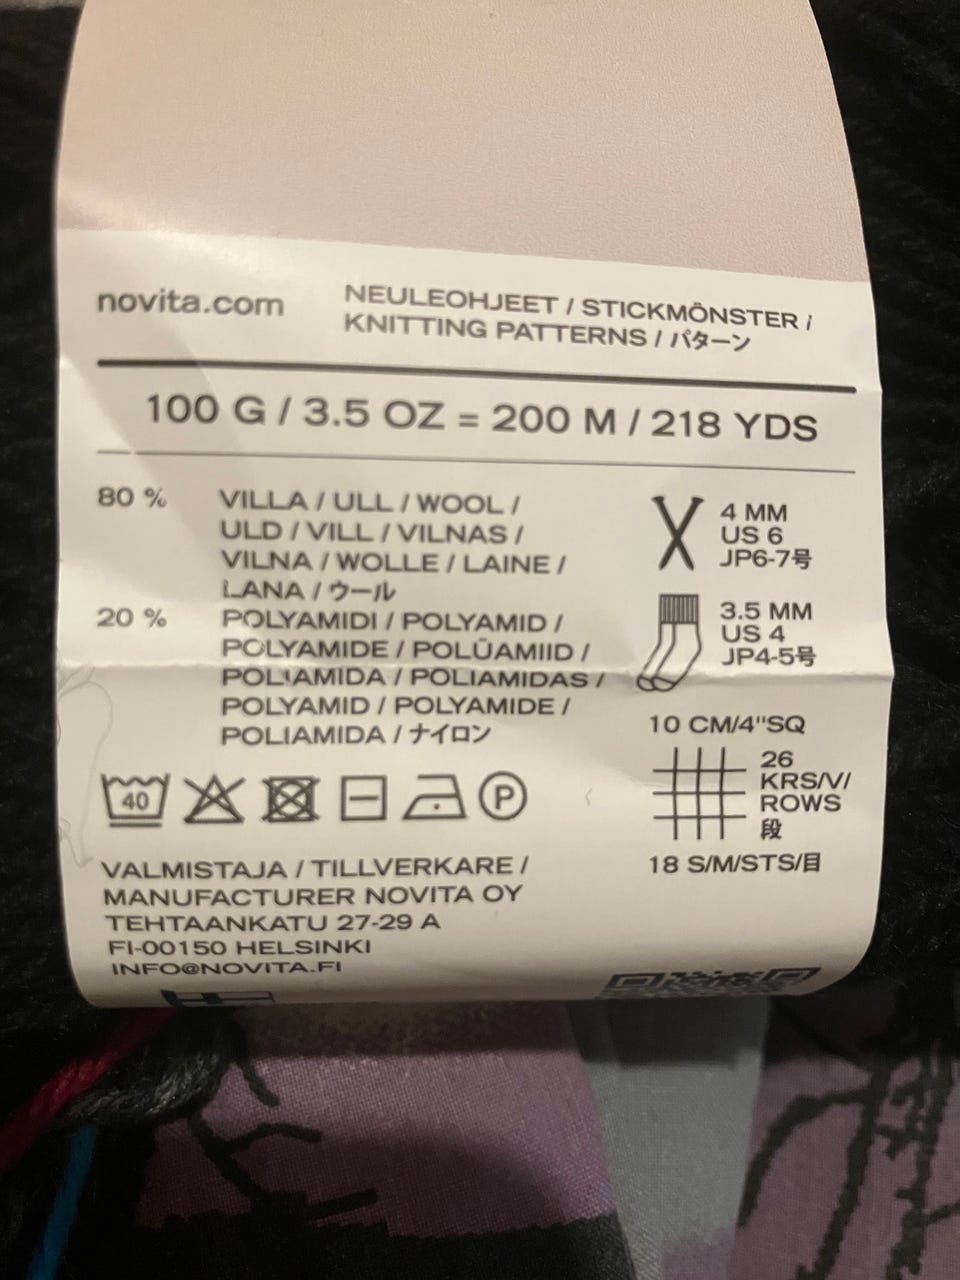 novita.com
NEULEOHJEET / STICKMÖNSTER /
KNITTING PATTERNS / パターン
100 G / 3.5 OZ = 200 M / 218 YDS
80 %
VILLA / ULL / WOOL /
ULD / VILL / VILNAS /
VILNA / WOLLE / LAINE /
LANA / ウール
20 %
POLYAMIDI / POLYAMID /
POLYAMIDE / POLÜAMIID /
POLIAMIDA / POLIAMIDAS /
POLYAMID / POLYAMIDE /
POLIAMIDA / ナイロン
4 MM
US 6
JP6-7号
3.5 MM
US 4
JP4-5号
10 CM/4"SQ
26
KRS/V/
ROWS
段
18 S/M/STS/目
40
P
VALMISTAJA / TILLVERKARE /
MANUFACTURER NOVITA OY
TEHTAANKATU 27-29 A
FI-00150 HELSINKI
INFO@NOVITA.FI